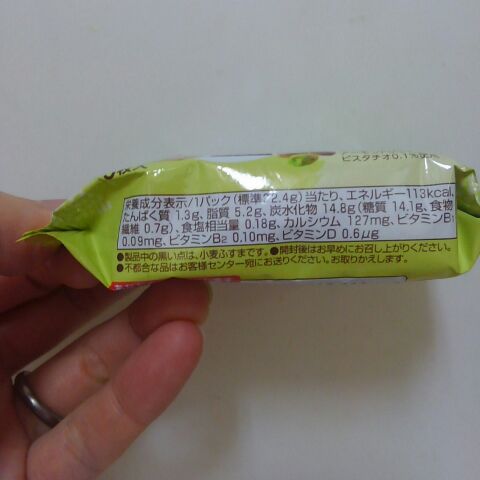 ピスタチオ0.1%
栄養成分表示/1パック(標準22.4g)当たり、エネルギー113kcal、
たんぱく質 1.3g、脂質 5.2g、炭水化物 14.8g(糖質 14.1g、食物
繊維 0.7g)、食塩相当量 0.18g、カルシウム 127mg、ビタミンB₁
0.09mg、ビタミンB₂ 0.10mg、ビタミンD 0.6μg
●製品中の黒い点は、小麦ふすまです。●開封後はお早めにお召し上がりください。
●不都合な品はお客様センター宛にお送りください。お取りかえします。